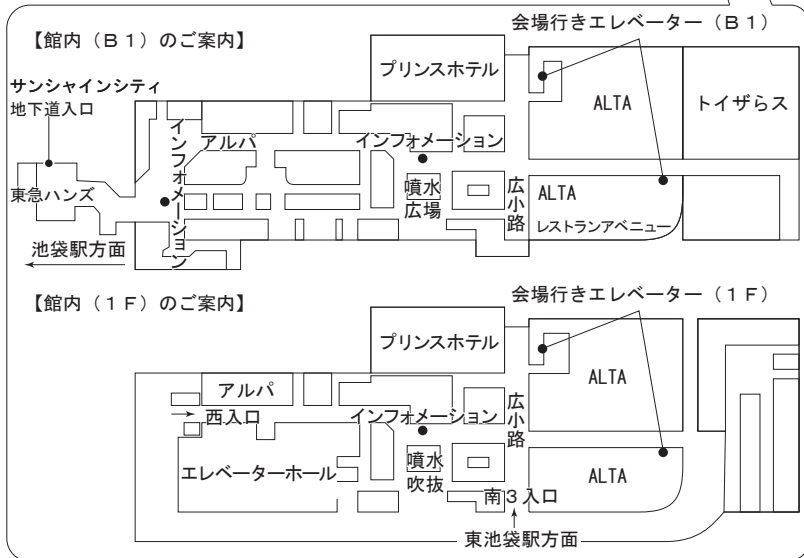 【館内(B1)のご案内】
会場行きエレベーター(B1)
プリンスホテル
サンシャインシティ
地下道入口
ALTA
トイザらス
インフォメーション
アルパ
インフォメーション
東急ハンズ
噴水
広場
広小路
ALTA
レストランアベニュー
池袋駅方面
【館内(1F)のご案内】
会場行きエレベーター(1F)
プリンスホテル
アルパ
ALTA
西入口
インフォメーション
広小路
エレベーターホール
噴水
吹抜
ALTA
南3入口
東池袋駅方面